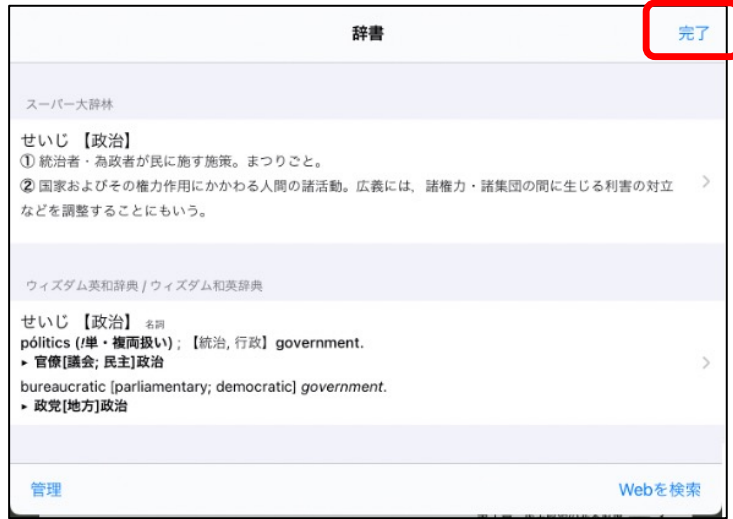 辞書
完了
スーパー大辞林
せいじ 【政治】
① 統治者・為政者が民に施す施策。まつりごと。
② 国家およびその権力作用にかかわる人間の諸活動。広義には、諸権力・諸集団の間に生じる利害の対立
などを調整することにもいう。
ウィズダム英和辞典 / ウィズダム和英辞典
せいじ 【政治】 名詞
pólitics (!単・複両扱い) ; 【統治, 行政】government.
▸ 官僚[議会; 民主]政治
bureaucratic [parliamentary; democratic] government.
▸ 政党[地方]政治
管理
Webを検索